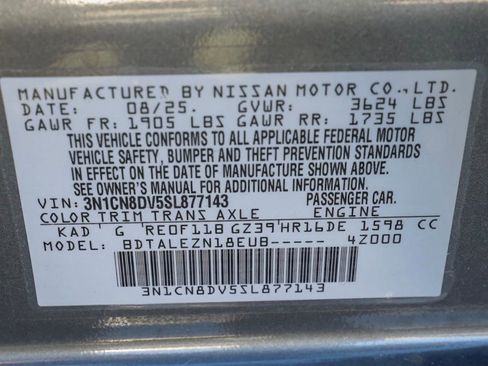 MANUFACTURED BY NISSAN MOTOR CO., LTD.
DATE: 08/25. GVWR: 3624 LBS
GAWR FR: 1905 LBS GAWR RR: 1735 LBS
THIS VEHICLE CONFORMS TO ALL APPLICABLE FEDERAL MOTOR
VEHICLE SAFETY, BUMPER AND THEFT PREVENTION STANDARDS
IN EFFECT ON THE DATE OF MANUFACTURE SHOWN ABOVE.
SEE OWNER'S MANUAL FOR ADDITIONAL INFORMATION.
VIN: 3N1CN8DV5SL877143 PASSENGER CAR.
COLOR TRIM TRANS AXLE ENGINE
KAD G RE0F11B GZ39 HR16DE 1598 CC
MODEL: BDTALEZN18EUB----- 4Z000
3N1CN8DV5SL877143